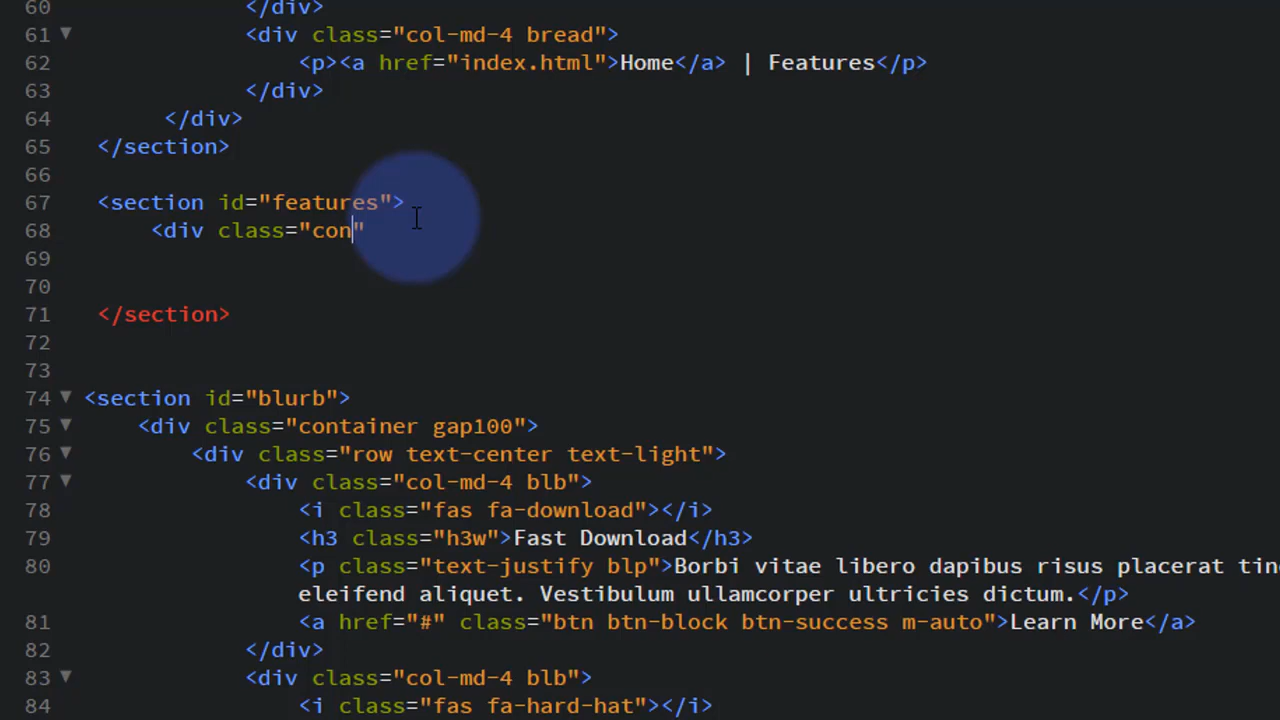 60 </div>
61 ▼ <div class="col-md-4 bread">
62 <p><a href="index.html">Home</a> | Features</p>
63 </div>
64 </div>
65 </section>
66
67 <section id="features">
68 <div class="con"
69
70
71 </section>
72
73
74 ▼ <section id="blurb">
75 ▼ <div class="container gap100">
76 ▼ <div class="row text-center text-light">
77 ▼ <div class="col-md-4 blb">
78 <i class="fas fa-download"></i>
79 <h3 class="h3w">Fast Download</h3>
80 <p class="text-justify blp">Borbi vitae libero dapibus risus placerat tinc
eleifend aliquet. Vestibulum ullamcorper ultricies dictum.</p>
81 <a href="#" class="btn btn-block btn-success m-auto">Learn More</a>
82 </div>
83 ▼ <div class="col-md-4 blb">
84 <i class="fas fa-hard-hat"></i>